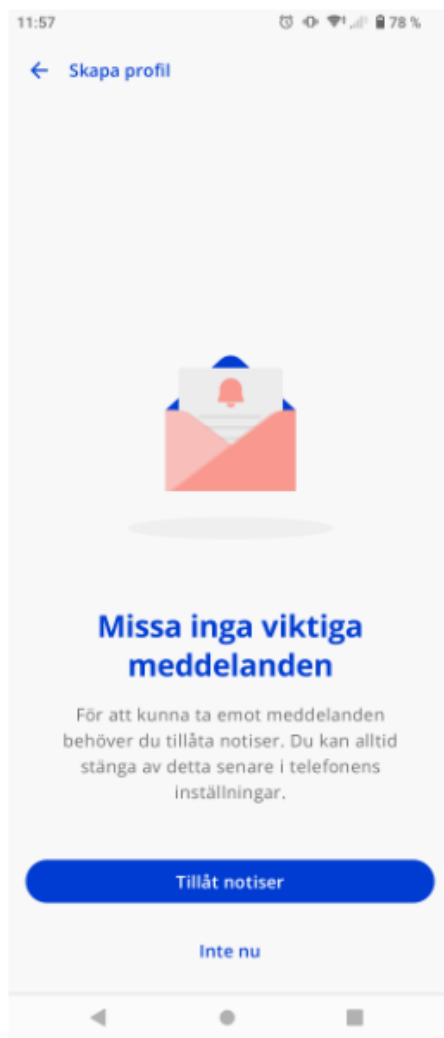 11:57
78 %
Skapa profil
Missa inga viktiga
meddelanden
För att kunna ta emot meddelanden
behöver du tillåta notiser. Du kan alltid
stänga av detta senare i telefonens
inställningar.
Tillåt notiser
Inte nu